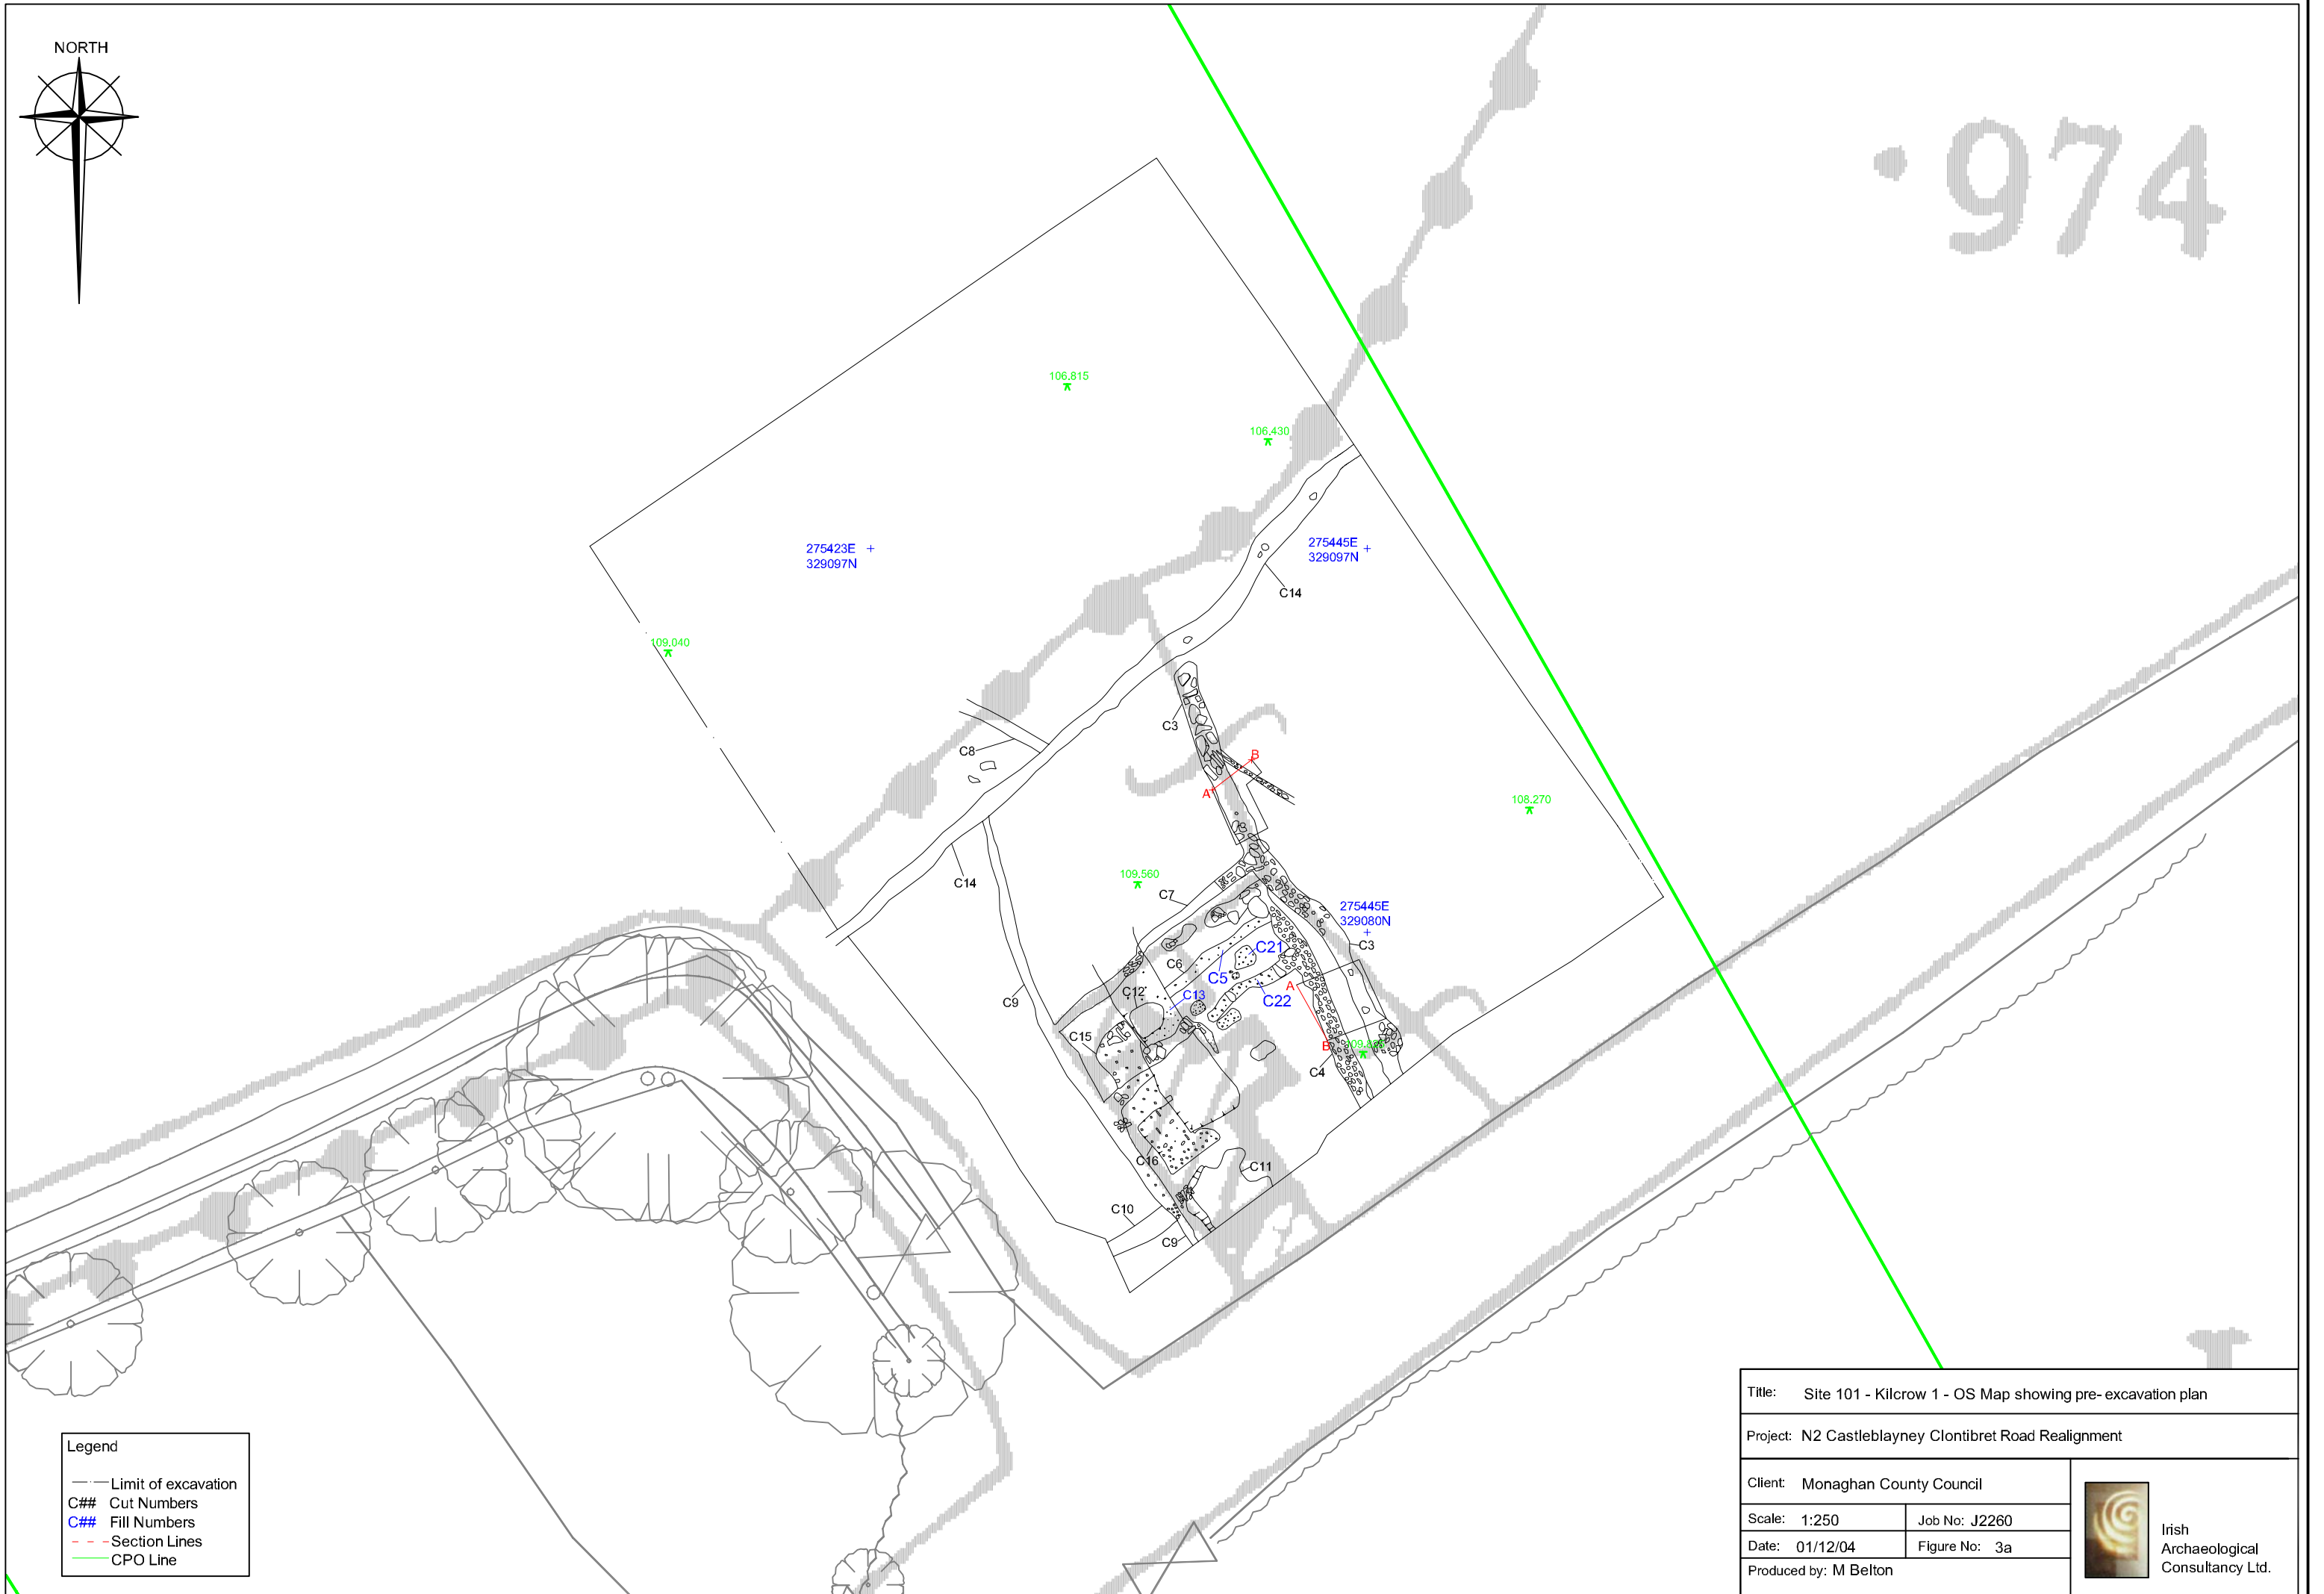 NORTH
974
106.815
106.430
275423E
329097N
275445E
329097N
C14
109.040
C3
C8
B
A
108.270
C14
109.560
C7
275445E
329080N
C3
C21
C6
C5
C9
C12
C13
C22
A
C15
B
C4
C16
C11
C10
C9
Legend
Limit of excavation
C## Cut Numbers
C## Fill Numbers
Section Lines
CPO Line
Title: Site 101 - Kilcrow 1 - OS Map showing pre- excavation plan
Project: N2 Castleblayney Clontibret Road Realignment
Client: Monaghan County Council
Scale: 1:250
Job No: J2260
Date: 01/12/04
Figure No: 3a
Produced by: M Belton
Irish
Archaeological
Consultancy Ltd.